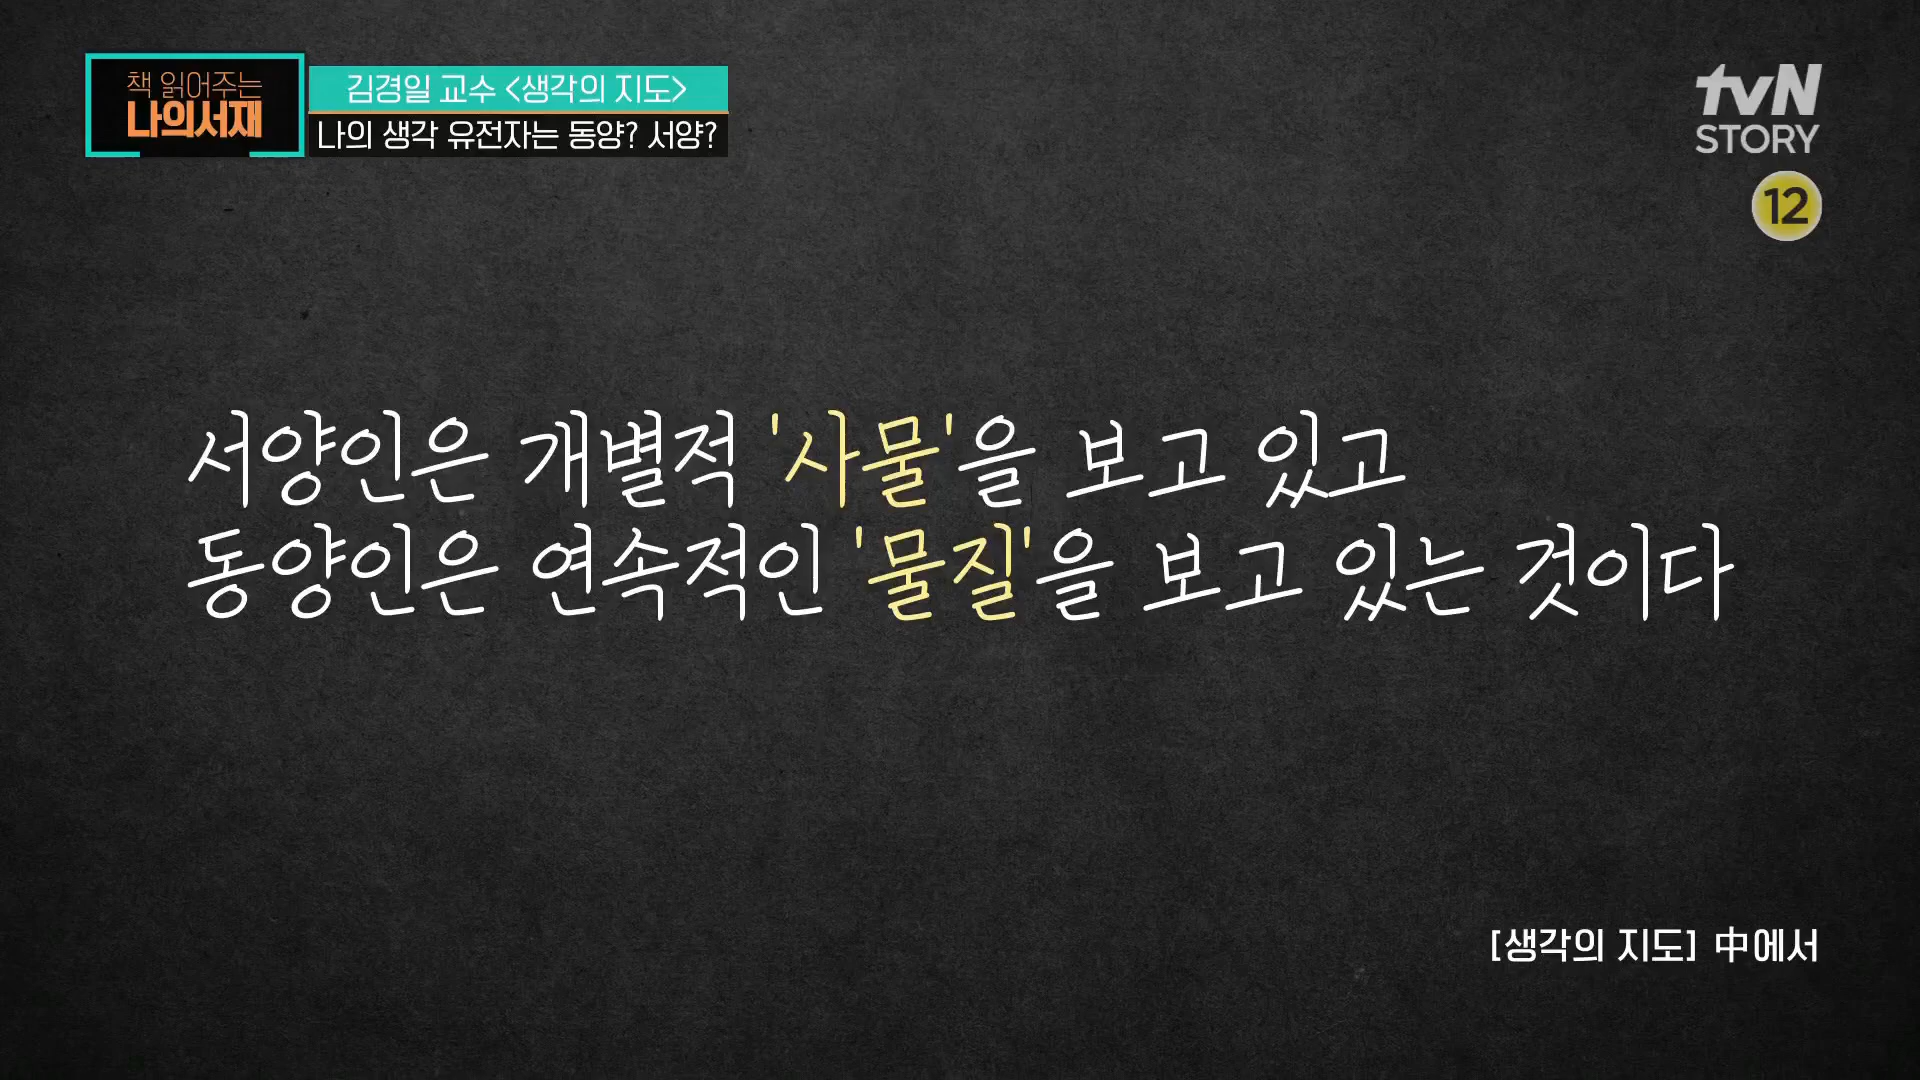 책 읽어주는
나의서재
김경일 교수 <생각의 지도>
나의 생각 유전자는 동양? 서양?
tvN
STORY
12
서양인은 개별적 '사물'을 보고 있고
동양인은 연속적인 '물질'을 보고 있는 것이다
[생각의 지도] 中에서